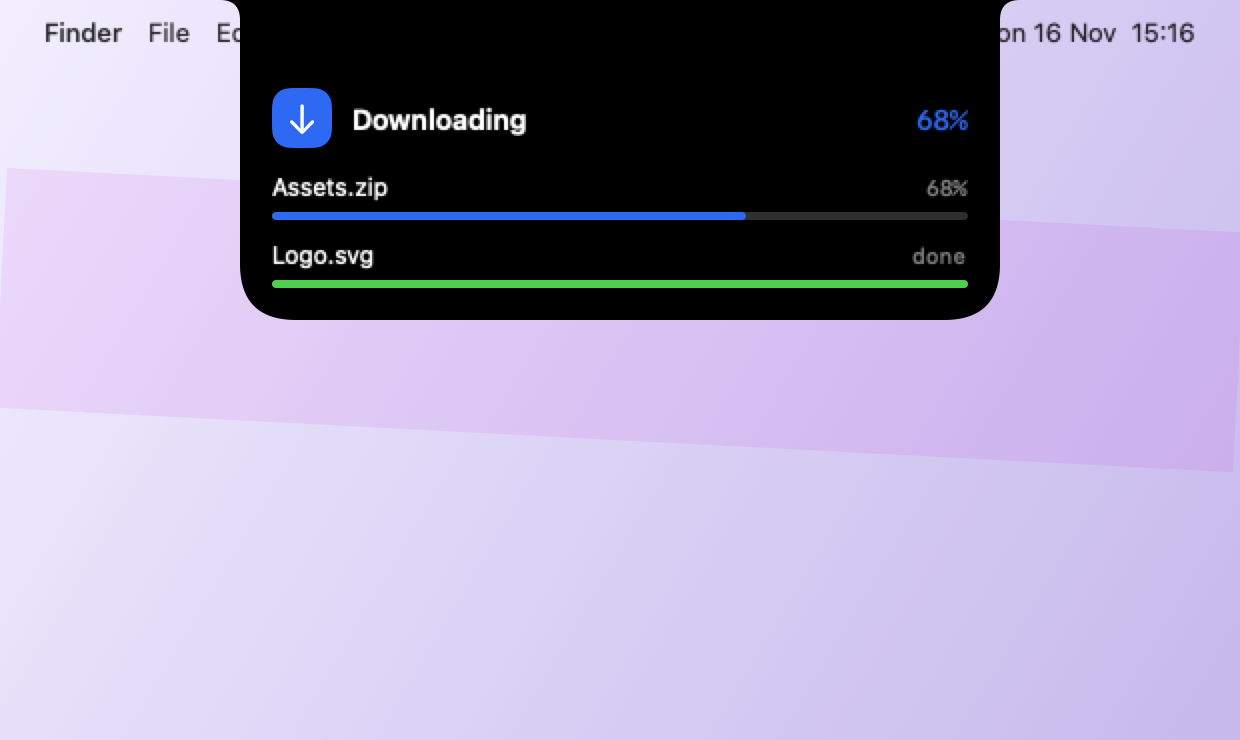 Finder File
16 Nov 15:16
Downloading 68%
Assets.zip 68%
Logo.svg done